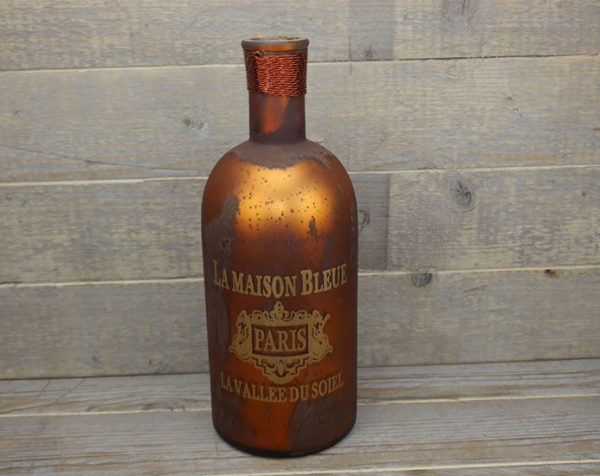 LA MAISON BLEUE
PARIS
LA VALLEE DU SOIEL